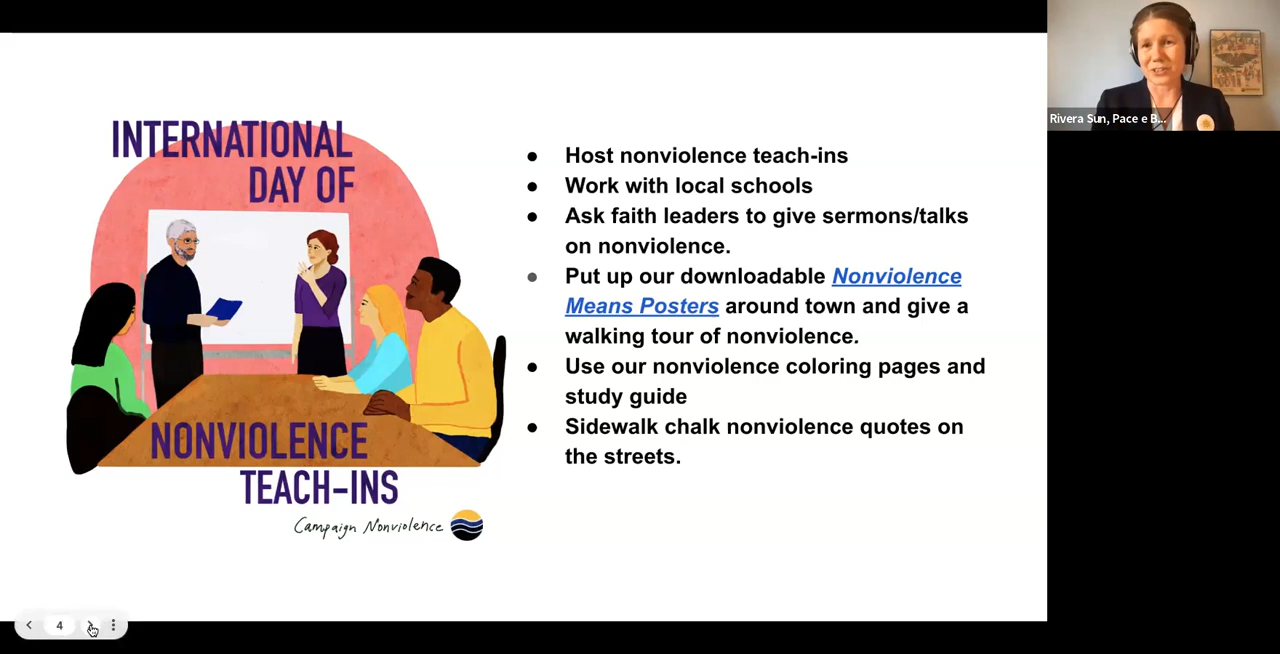 INTERNATIONAL
DAY OF
NONVIOLENCE
TEACH-INS
Campaign Nonviolence
● Host nonviolence teach-ins
● Work with local schools
● Ask faith leaders to give sermons/talks
on nonviolence.
● Put up our downloadable Nonviolence
Means Posters around town and give a
walking tour of nonviolence.
● Use our nonviolence coloring pages and
study guide
● Sidewalk chalk nonviolence quotes on
the streets.
Rivera Sun, Pace e B...
4